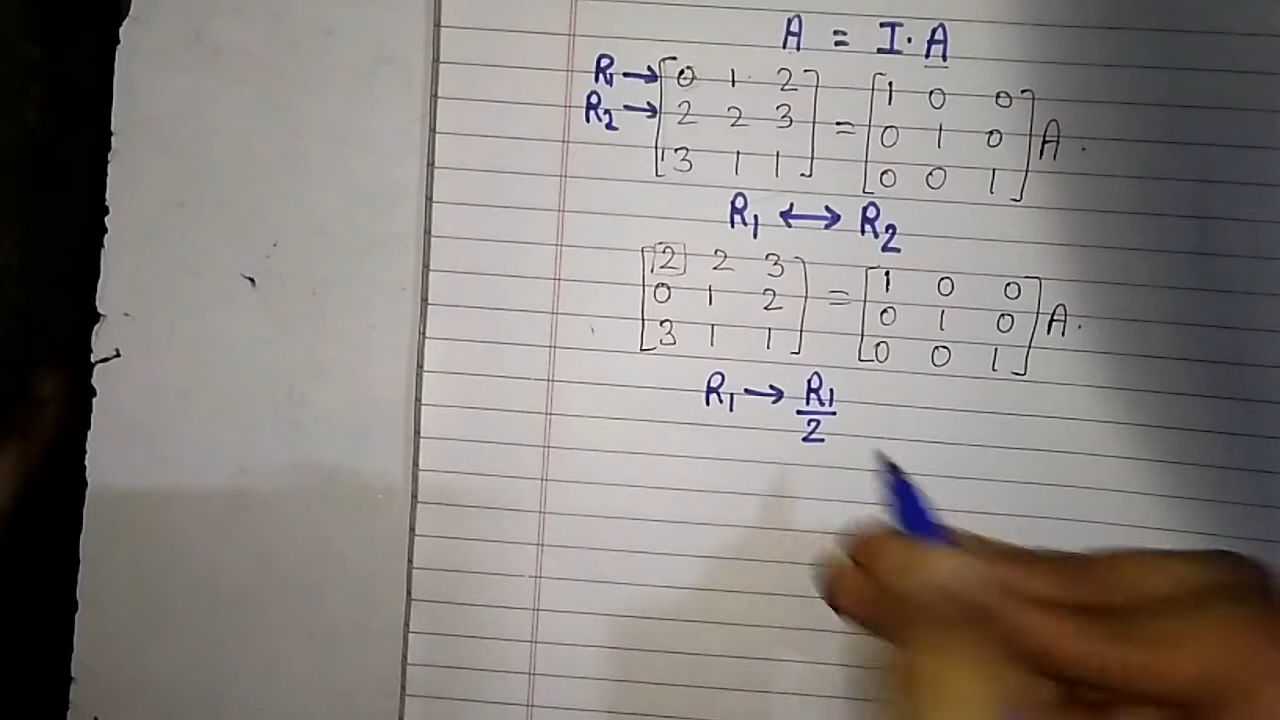 A = I. A
R → [0 1 2] = [1 0 0]
R2 → [2 2 3] = [0 1 0] A.
[3 1 1] [0 0 1]
R1 ↔ R2
[2 2 3] [1 0 0]
[0 1 2] = [0 1 0] A.
[3 1 1] [0 0 1]
R1 → R1/2